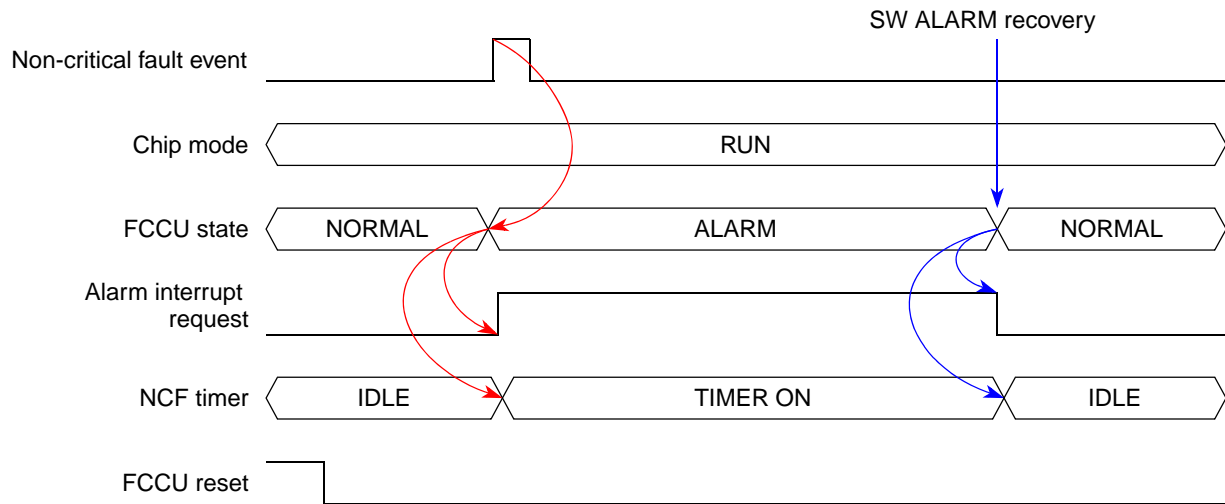 SW ALARM recovery
Non-critical fault event
Chip mode
RUN
FCCU state
NORMAL
ALARM
NORMAL
Alarm interrupt
request
NCF timer
IDLE
TIMER ON
IDLE
FCCU reset